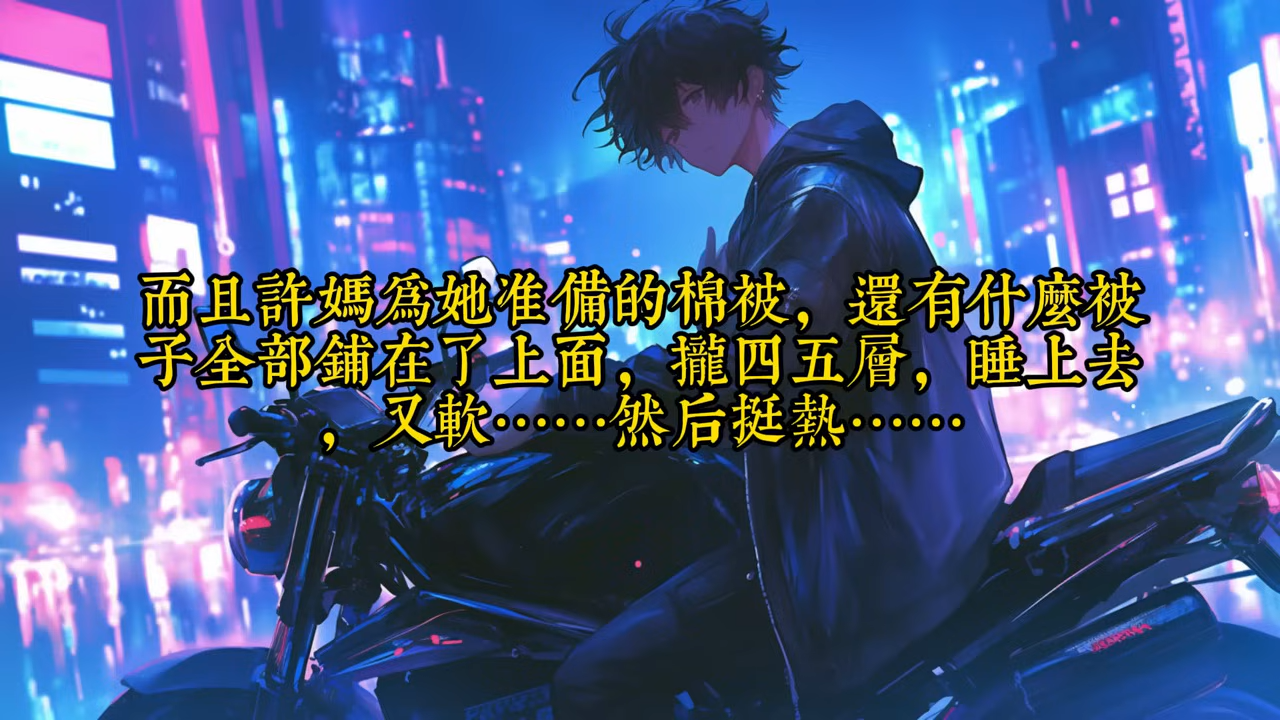 而且許媽爲她准備的棉被，還有什麼被
子全部鋪在了上面，攏四五層，睡上去
，又軟……然后挺熱……